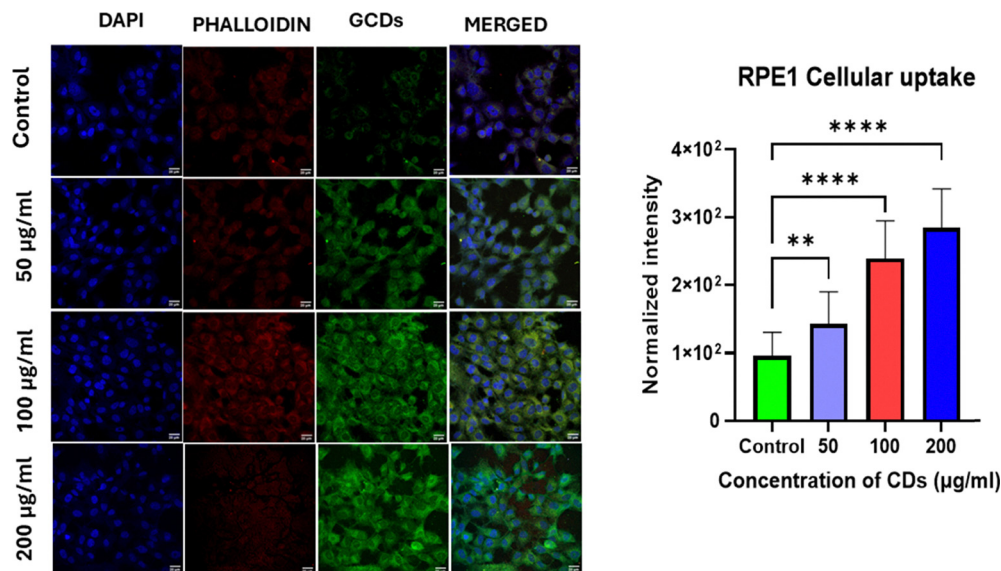 DAPI PHALLOIDIN GCDs MERGED
Control
50 µg/ml
100 µg/ml
200 µg/ml
RPE1 Cellular uptake
Normalized intensity
4×10²
3×10²
2×10²
1×10²
0
****
****
**
Control 50 100 200
Concentration of CDs (µg/ml)